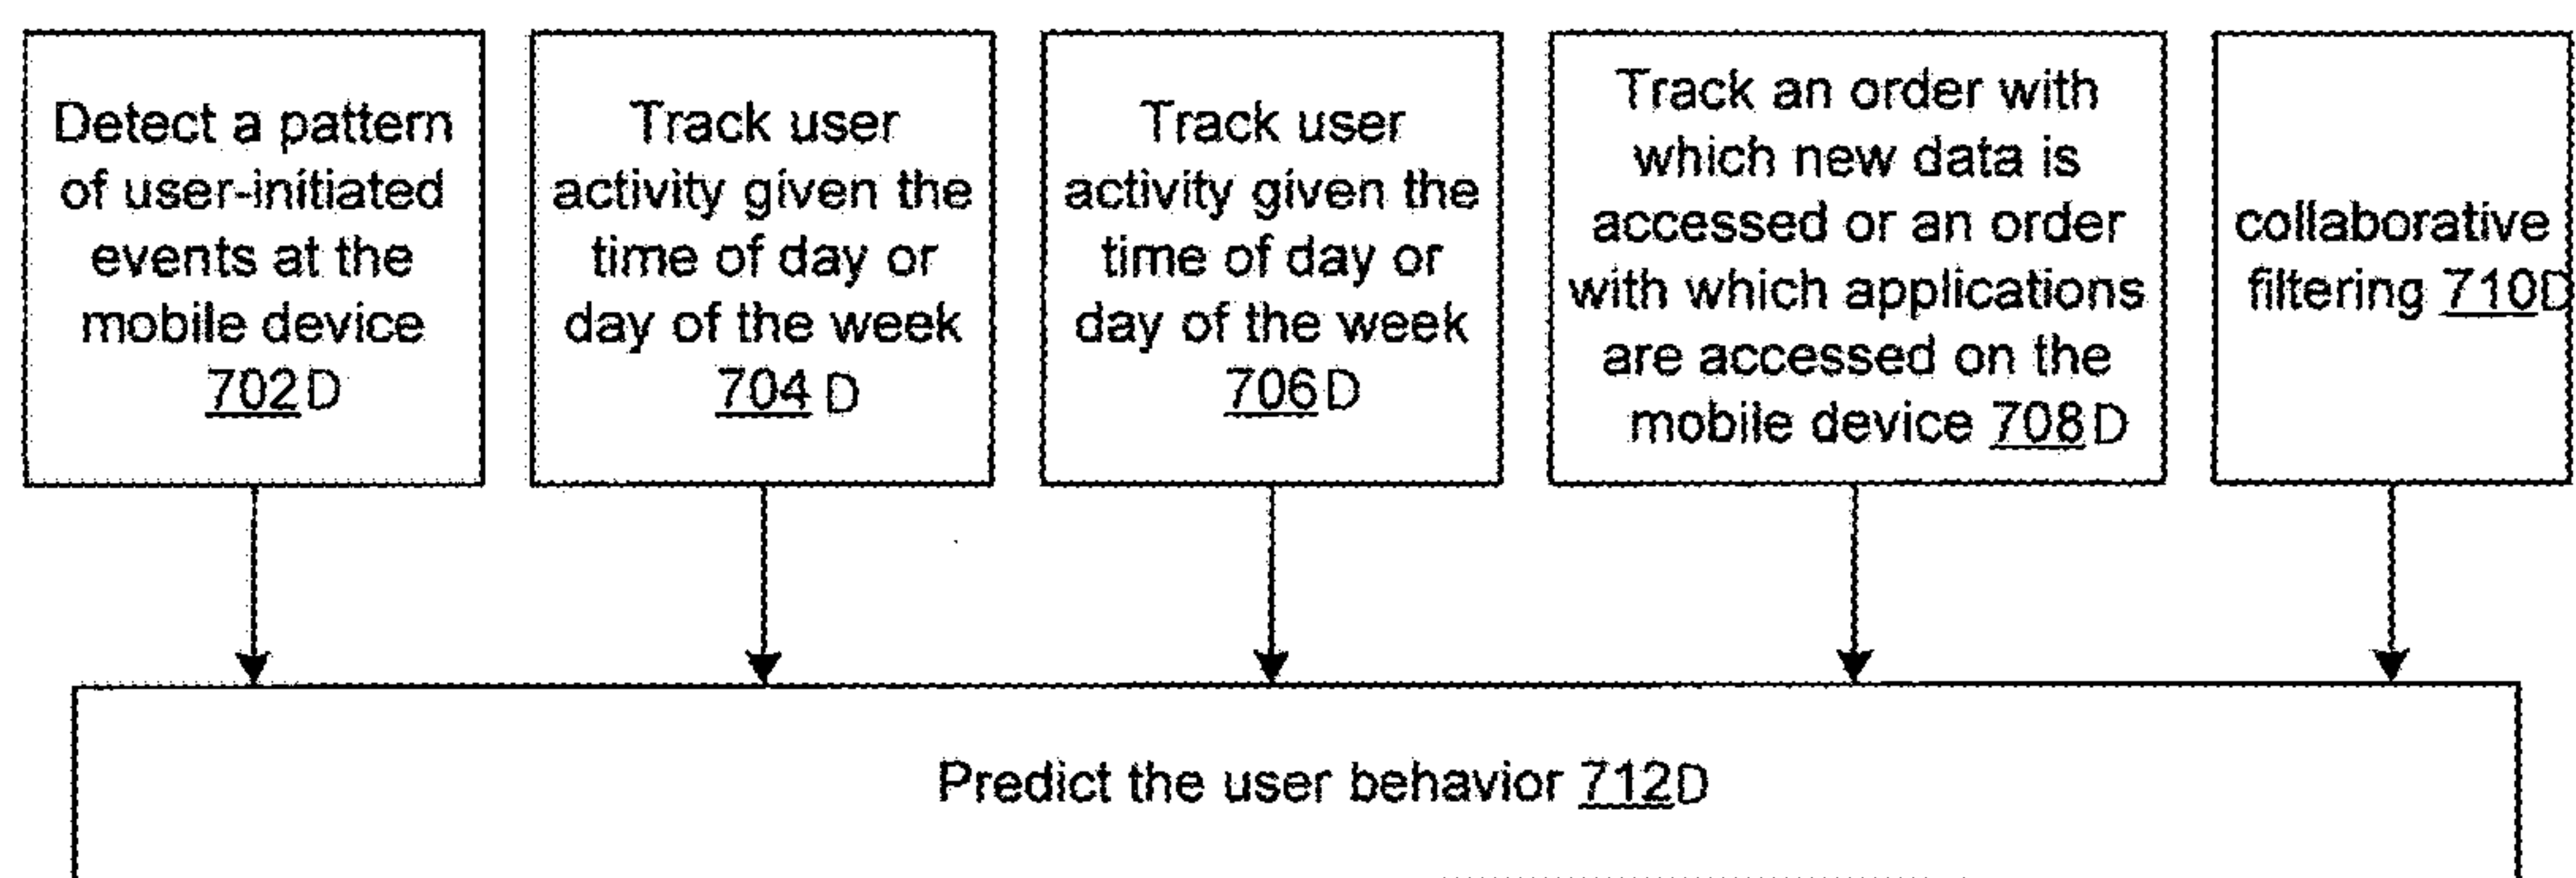 Detect a pattern
of user-initiated
events at the
mobile device
702D
Track user
activity given the
time of day or
day of the week
704 D
Track user
activity given the
time of day or
day of the week
706D
Track an order with
which new data is
accessed or an order
with which applications
are accessed on the
mobile device 708D
collaborative
filtering 710D
Predict the user behavior 712D